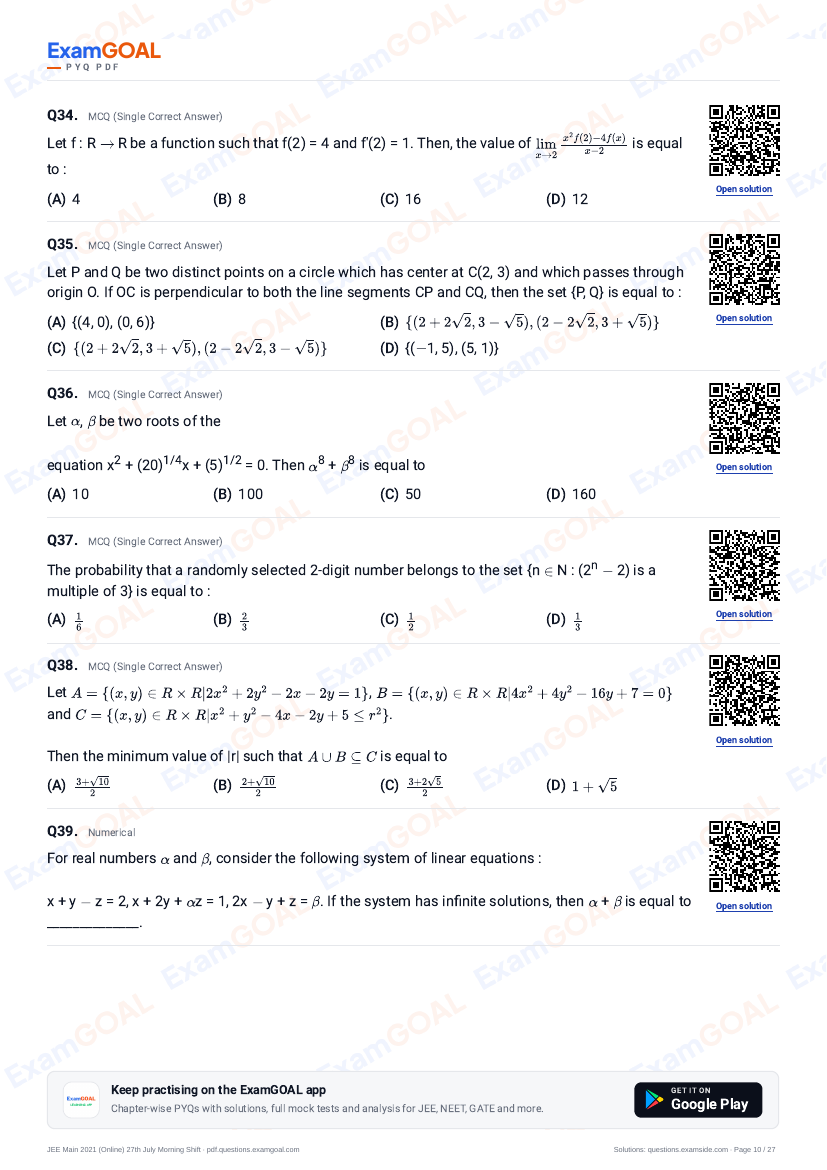 ExamGOAL
PYQ PDF
Q34. MCQ (Single Correct Answer)
Let f : R → R be a function such that f(2) = 4 and f'(2) = 1. Then, the value of lim x→2 (x² f(2)−4f(x))/(x−2) is equal
to :
(A) 4 (B) 8 (C) 16 (D) 12
Open solution
Q35. MCQ (Single Correct Answer)
Let P and Q be two distinct points on a circle which has center at C(2, 3) and which passes through
origin O. If OC is perpendicular to both the line segments CP and CQ, then the set {P, Q} is equal to :
(A) {(4, 0), (0, 6)} (B) {(2 + 2√2, 3 − √5), (2 − 2√2, 3 + √5)}
(C) {(2 + 2√2, 3 + √5), (2 − 2√2, 3 − √5)} (D) {(−1, 5), (5, 1)}
Open solution
Q36. MCQ (Single Correct Answer)
Let α, β be two roots of the
equation x² + (20)^1/4 x + (5)^1/2 = 0. Then α⁸ + β⁸ is equal to
(A) 10 (B) 100 (C) 50 (D) 160
Open solution
Q37. MCQ (Single Correct Answer)
The probability that a randomly selected 2-digit number belongs to the set {n ∈ N : (2ⁿ − 2) is a
multiple of 3} is equal to :
(A) 1/6 (B) 2/3 (C) 1/2 (D) 1/3
Open solution
Q38. MCQ (Single Correct Answer)
Let A = {(x, y) ∈ R × R|2x² + 2y² − 2x − 2y = 1}, B = {(x, y) ∈ R × R|4x² + 4y² − 16y + 7 = 0}
and C = {(x, y) ∈ R × R|x² + y² − 4x − 2y + 5 ≤ r²}.
Then the minimum value of |r| such that A ∪ B ⊆ C is equal to
(A) (3+√10)/2 (B) (2+√10)/2 (C) (3+2√5)/2 (D) 1 + √5
Open solution
Q39. Numerical
For real numbers α and β, consider the following system of linear equations :
x + y − z = 2, x + 2y + αz = 1, 2x − y + z = β. If the system has infinite solutions, then α + β is equal to
______________.
Open solution
ExamGOAL
Keep practising on the ExamGOAL app
Chapter-wise PYQs with solutions, full mock tests and analysis for JEE, NEET, GATE and more.
GET IT ON
Google Play
JEE Main 2021 (Online) 27th July Morning Shift · pdf.questions.examgoal.com
Solutions: questions.examside.com · Page 10 / 27